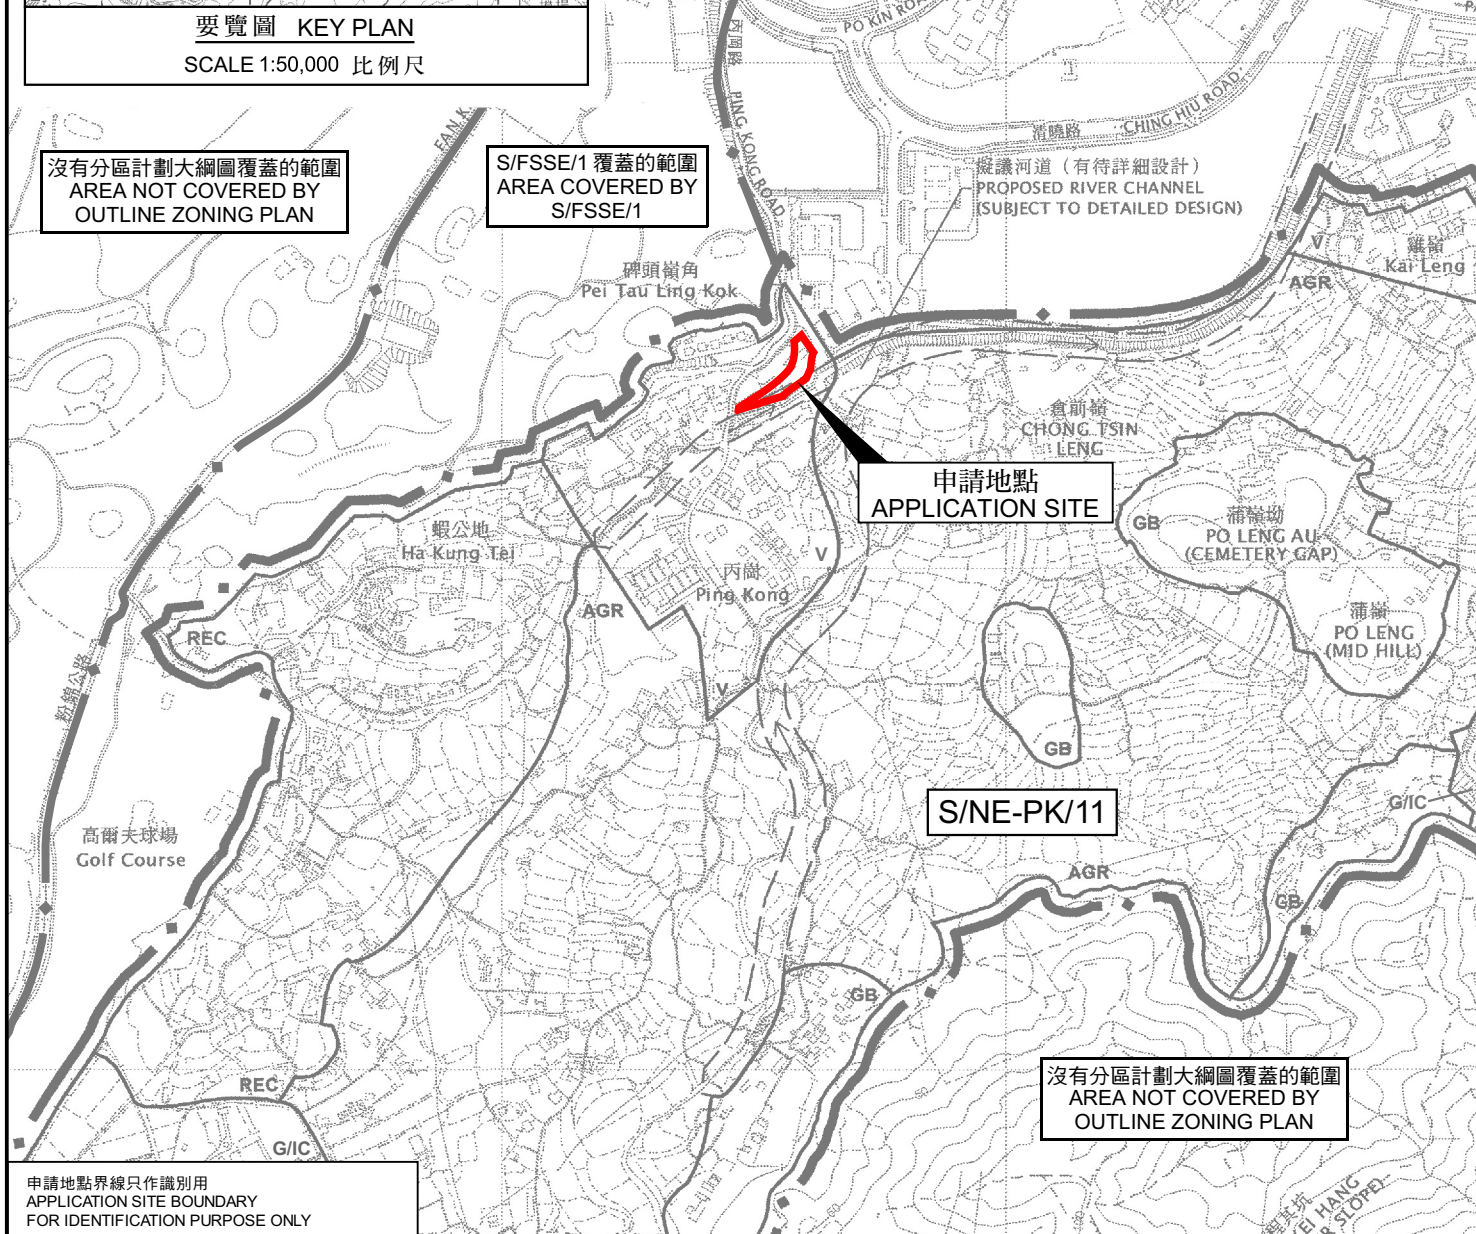 要覽圖 KEY PLAN
SCALE 1:50,000 比例尺
沒有分區計劃大綱圖覆蓋的範圍
AREA NOT COVERED BY
OUTLINE ZONING PLAN
S/FSSE/1 覆蓋的範圍
AREA COVERED BY
S/FSSE/1
丙崗路
PING KONG ROAD
PO KIN ROAD
清曉路 CHING HIU ROAD
擬議河道（有待詳細設計）
PROPOSED RIVER CHANNEL
(SUBJECT TO DETAILED DESIGN)
V
雞嶺
Kai Leng
AGR
碑頭嶺角
Pei Tau Ling Kok
倉前嶺
CHONG TSIN
LENG
申請地點
APPLICATION SITE
GB
蒲嶺坳
PO LENG AU
(CEMETERY GAP)
蝦公地
Ha Kung Tei
V
丙崗
Ping Kong
AGR
蒲嶺
PO LENG
(MID HILL)
REC
粉錦公路
V
GB
S/NE-PK/11
G/IC
高爾夫球場
Golf Course
AGR
GB
GB
REC
沒有分區計劃大綱圖覆蓋的範圍
AREA NOT COVERED BY
OUTLINE ZONING PLAN
G/IC
申請地點界線只作識別用
APPLICATION SITE BOUNDARY
FOR IDENTIFICATION PURPOSE ONLY
EI HANG
R SLOPE)